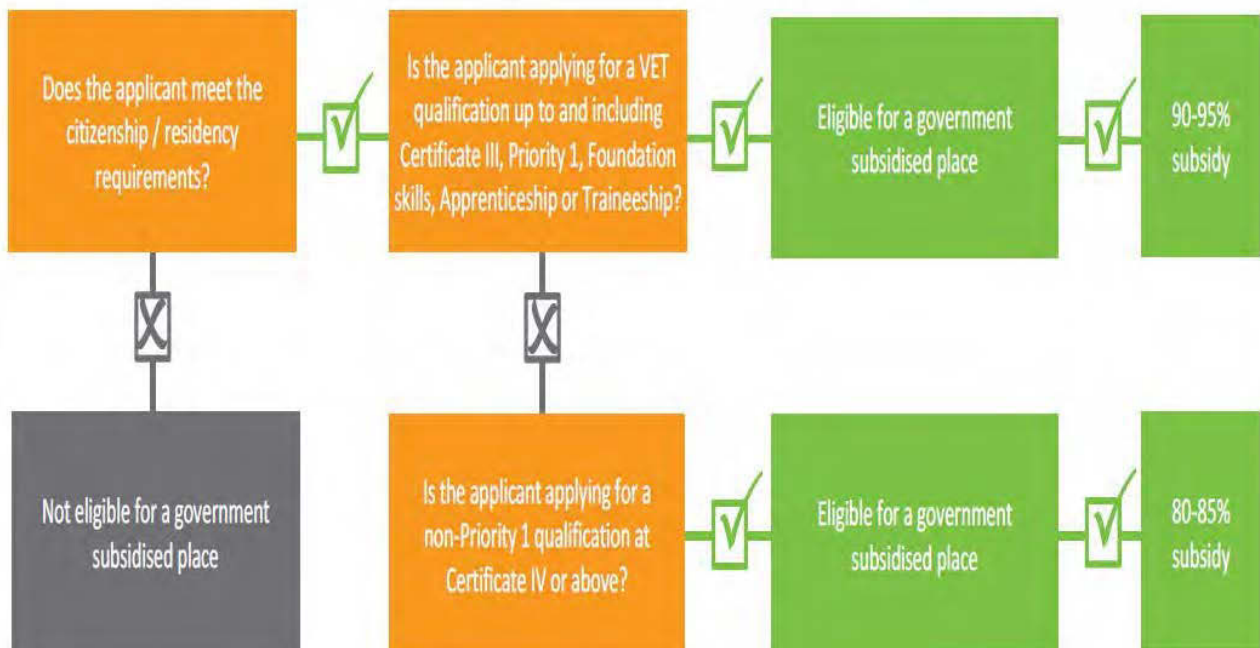 Does the applicant meet the
citizenship / residency
requirements?
Is the applicant applying for a VET
qualification up to and including
Certificate III, Priority 1, Foundation
skills, Apprenticeship or Traineeship?
Eligible for a government
subsidised place
90-95%
subsidy
Not eligible for a government
subsidised place
Is the applicant applying for a
non-Priority 1 qualification at
Certificate IV or above?
Eligible for a government
subsidised place
80-85%
subsidy